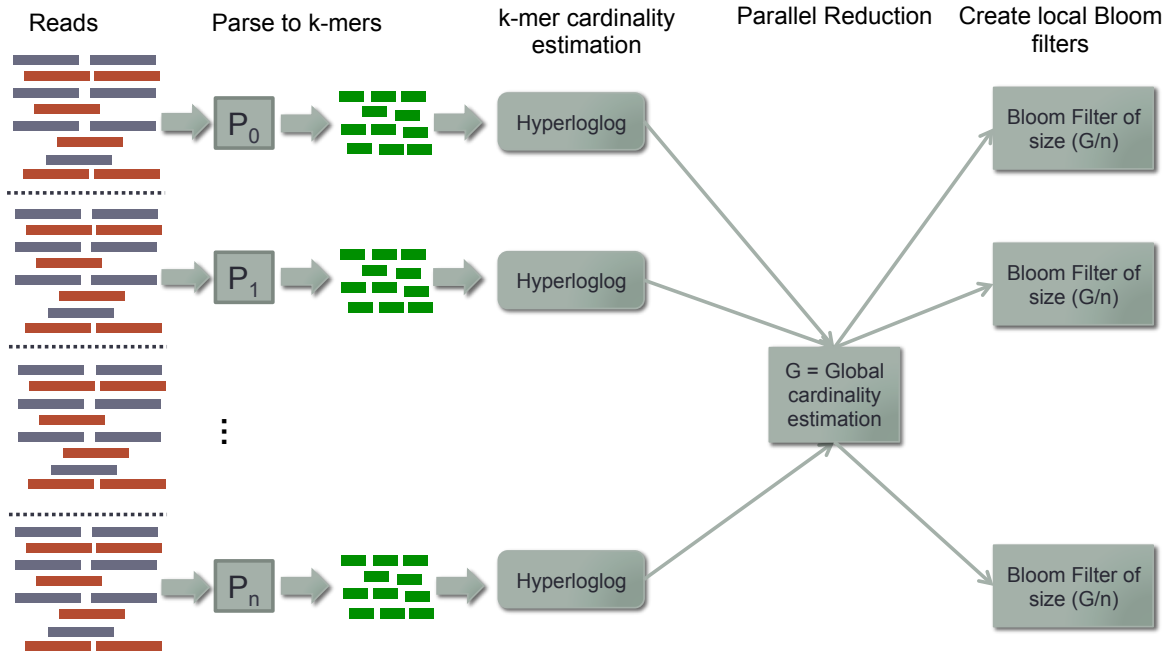 Reads
Parse to k-mers
k-mer cardinality
estimation
Parallel Reduction
Create local Bloom
filters
P0
Hyperloglog
Bloom Filter of
size (G/n)
P1
Hyperloglog
Bloom Filter of
size (G/n)
G = Global
cardinality
estimation
⋮
Pn
Hyperloglog
Bloom Filter of
size (G/n)